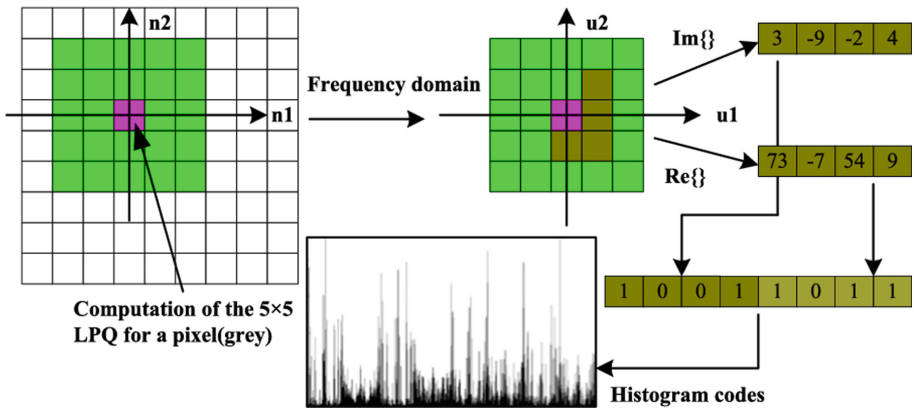 n2
u2
Im{}
3 -9 -2 4
Frequency domain
n1
u1
73 -7 54 9
Re{}
1 0 0 1 1 0 1 1
Computation of the 5×5
LPQ for a pixel(grey)
Histogram codes